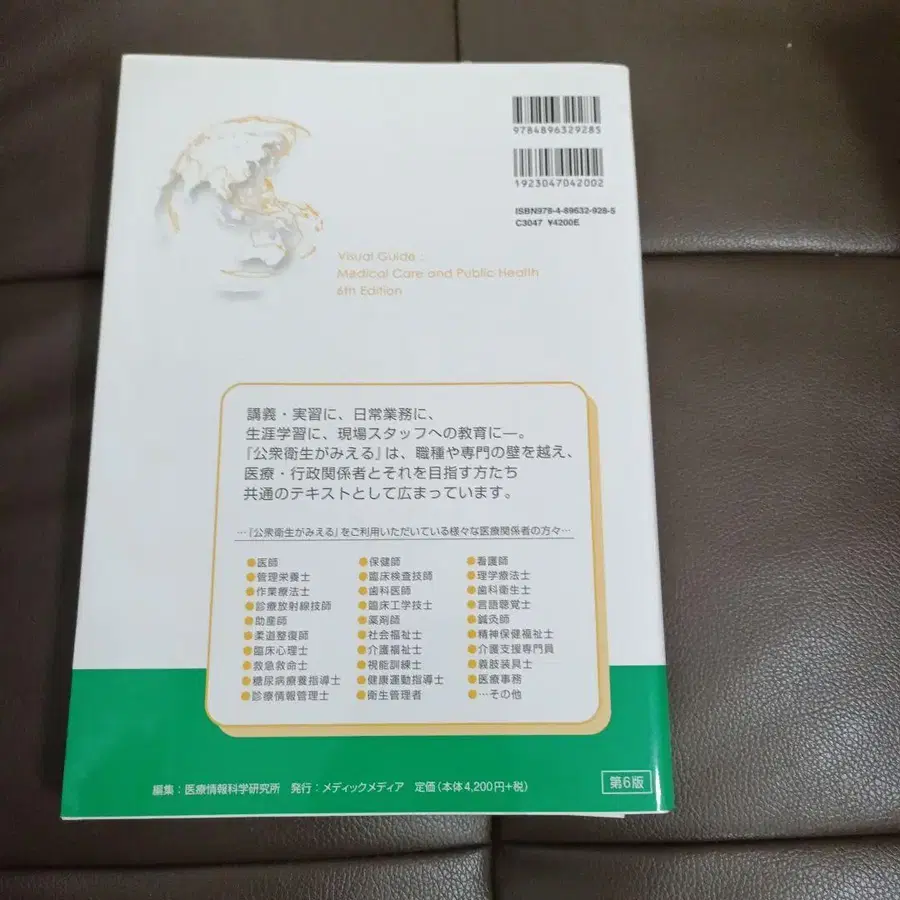 9784896329285
1923047042002
ISBN978-4-89632-928-5
C3047 ¥4200E
Visual Guide :
Medical Care and Public Health
6th Edition
講義・実習に、日常業務に、
生涯学習に、現場スタッフへの教育に―。
『公衆衛生がみえる』は、職種や専門の壁を越え、
医療・行政関係者とそれを目指す方たち
共通のテキストとして広まっています。
…『公衆衛生がみえる』をご利用いただいている様々な医療関係者の方々…
●医師 ●保健師 ●看護師
●管理栄養士 ●臨床検査技師 ●理学療法士
●作業療法士 ●歯科医師 ●歯科衛生士
●診療放射線技師 ●臨床工学技士 ●言語聴覚士
●助産師 ●薬剤師 ●鍼灸師
●柔道整復師 ●社会福祉士 ●精神保健福祉士
●臨床心理士 ●介護福祉士 ●介護支援専門員
●救急救命士 ●視能訓練士 ●義肢装具士
●糖尿病療養指導士 ●健康運動指導士 ●医療事務
●診療情報管理士 ●衛生管理者 ●…その他
編集：医療情報科学研究所 発行：メディックメディア 定価（本体4,200円+税）
第6版